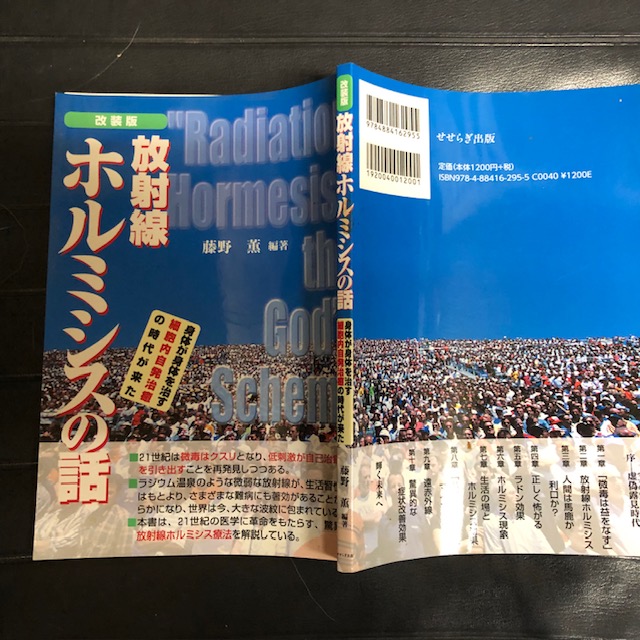 改装版
放射線
ホルミシスの話
"Radiatio
Hormesis
th
God'
Schem
藤野 薫 編著
身体が身体を治す
細胞内自発治癒
の時代が来た
■21世紀は微毒はクスリとなり、低刺激が自己治
を引き出すことを再発見しつつある。
■ラジウム温泉のような微弱な放射線が、生活習
はもとより、さまざまな難病にも著効があること
らかになり、世界は今、大きな波紋に包まれている
■本書は、21世紀の医学に革命をもたらす、驚
放射線ホルミシス療法を解説している。
改装版
放射線ホルミシスの話
身体が身体を治す
細胞内自発治癒の時代が来た
藤野 薫 編著
9784884162955
1920040012001
せせらぎ出版
定価(本体1200円+税)
ISBN978-4-88416-295-5 C0040 ¥1200E
序 虚偽露見時代
第一章 「微毒は益をなす」
第二章 放射線ホルミシス
第三章 人間は馬鹿か
利口か?
第四章 正しく怖がる
第五章 ラドン効果
第六章 ホルミシス現象
第七章 生活の場と
ホルミシス
第八章
第九章 遠赤外線
第十章 驚異的な
症状改善効果
輝く未来へ